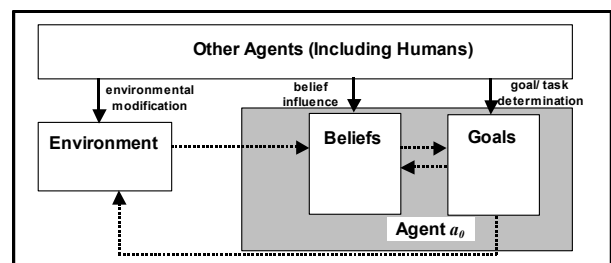 Other Agents (Including Humans)
environmental
modification
belief
influence
goal/ task
determination
Environment
Beliefs
Goals
Agent a₀